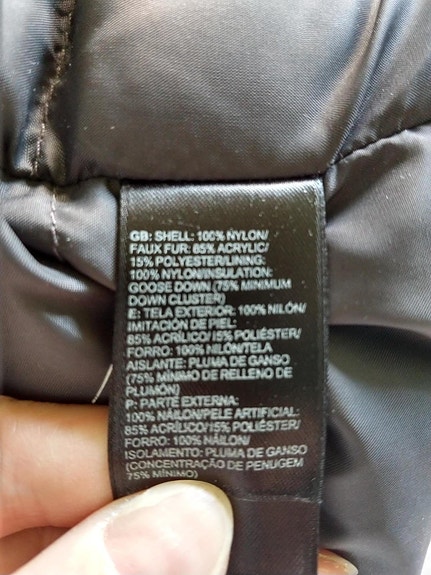 GB: SHELL: 100% NYLON/
FAUX FUR: 85% ACRYLIC/
15% POLYESTER/LINING:
100% NYLON/INSULATION:
GOOSE DOWN (75% MINIMUM
DOWN CLUSTER)
E: TELA EXTERIOR: 100% NILÓN/
IMITACIÓN DE PIEL:
85% ACRÍLICO/15% POLIÉSTER/
FORRO: 100% NILÓN/TELA
AISLANTE: PLUMA DE GANSO
(75% MÍNIMO DE RELLENO DE
PLUMÓN)
P: PARTE EXTERNA:
100% NÁILON/PELE ARTIFICIAL:
85% ACRÍLICO/15% POLIÉSTER/
FORRO: 100% NÁILON/
ISOLAMENTO: PLUMA DE GANSO
(CONCENTRAÇÃO DE PENUGEM
75% MÍNIMO)